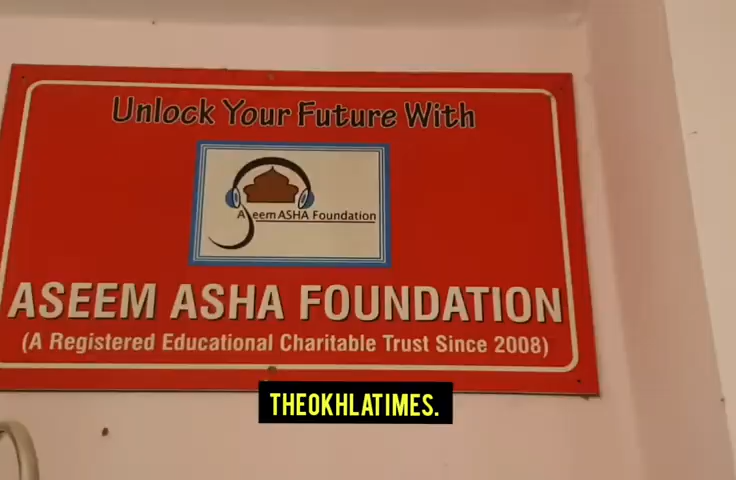 Unlock Your Future With
AseemASHA Foundation
ASEEM ASHA FOUNDATION
(A Registered Educational Charitable Trust Since 2008)
THEOKHLATIMES.